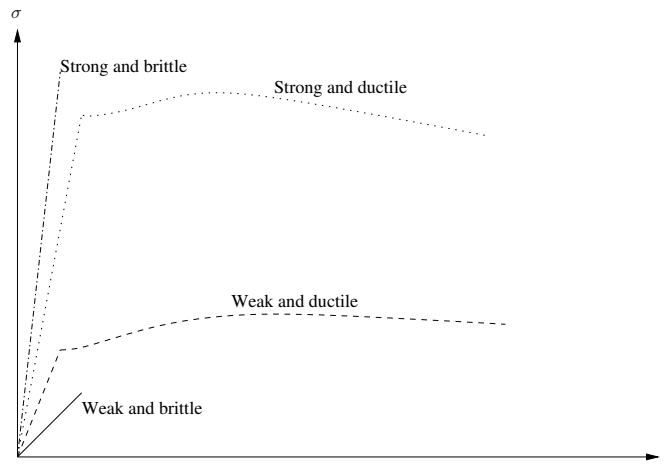 σ
Strong and brittle
Strong and ductile
Weak and ductile
Weak and brittle